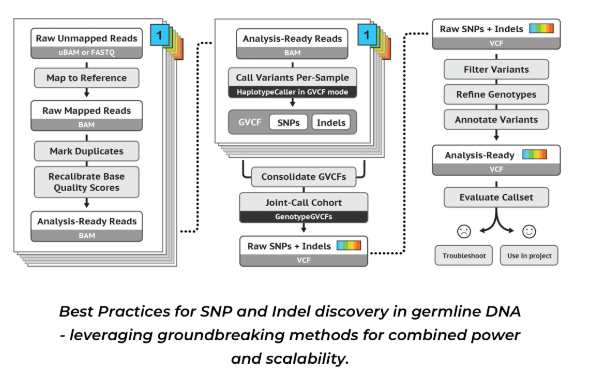 Raw Unmapped Reads
uBAM or FASTQ
1
Map to Reference
Raw Mapped Reads
BAM
Mark Duplicates
Recalibrate Base
Quality Scores
Analysis-Ready Reads
BAM
Analysis-Ready Reads
BAM
1
Call Variants Per-Sample
HaplotypeCaller in GVCF mode
GVCF
SNPs
Indels
Consolidate GVCFs
Joint-Call Cohort
GenotypeGVCFs
Raw SNPs + Indels
VCF
Raw SNPs + Indels
VCF
Filter Variants
Refine Genotypes
Annotate Variants
Analysis-Ready
VCF
Evaluate Callset
Troubleshoot
Use in project
Best Practices for SNP and Indel discovery in germline DNA
- leveraging groundbreaking methods for combined power
and scalability.